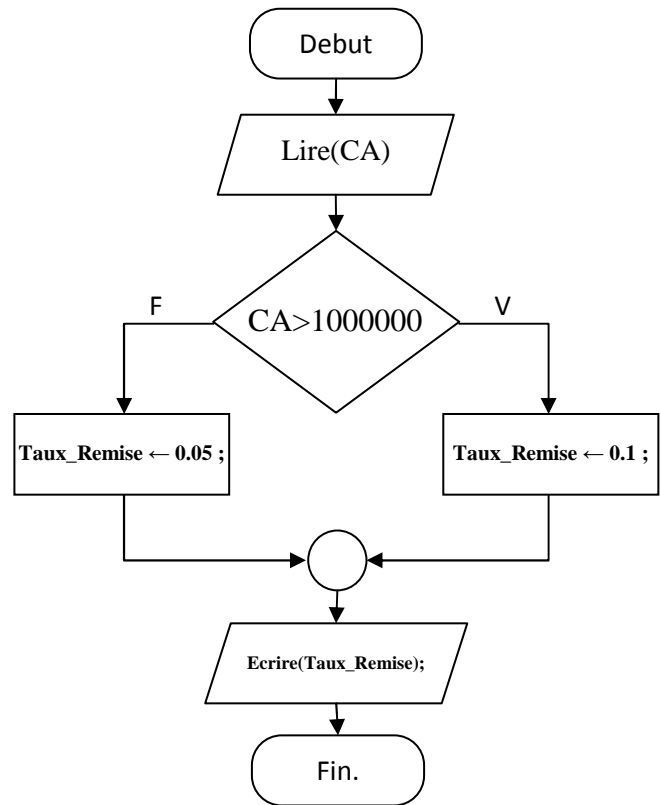 Debut
Lire(CA)
F
V
CA>1000000
Taux_Remise ← 0.05 ;
Taux_Remise ← 0.1 ;
Ecrire(Taux_Remise);
Fin.